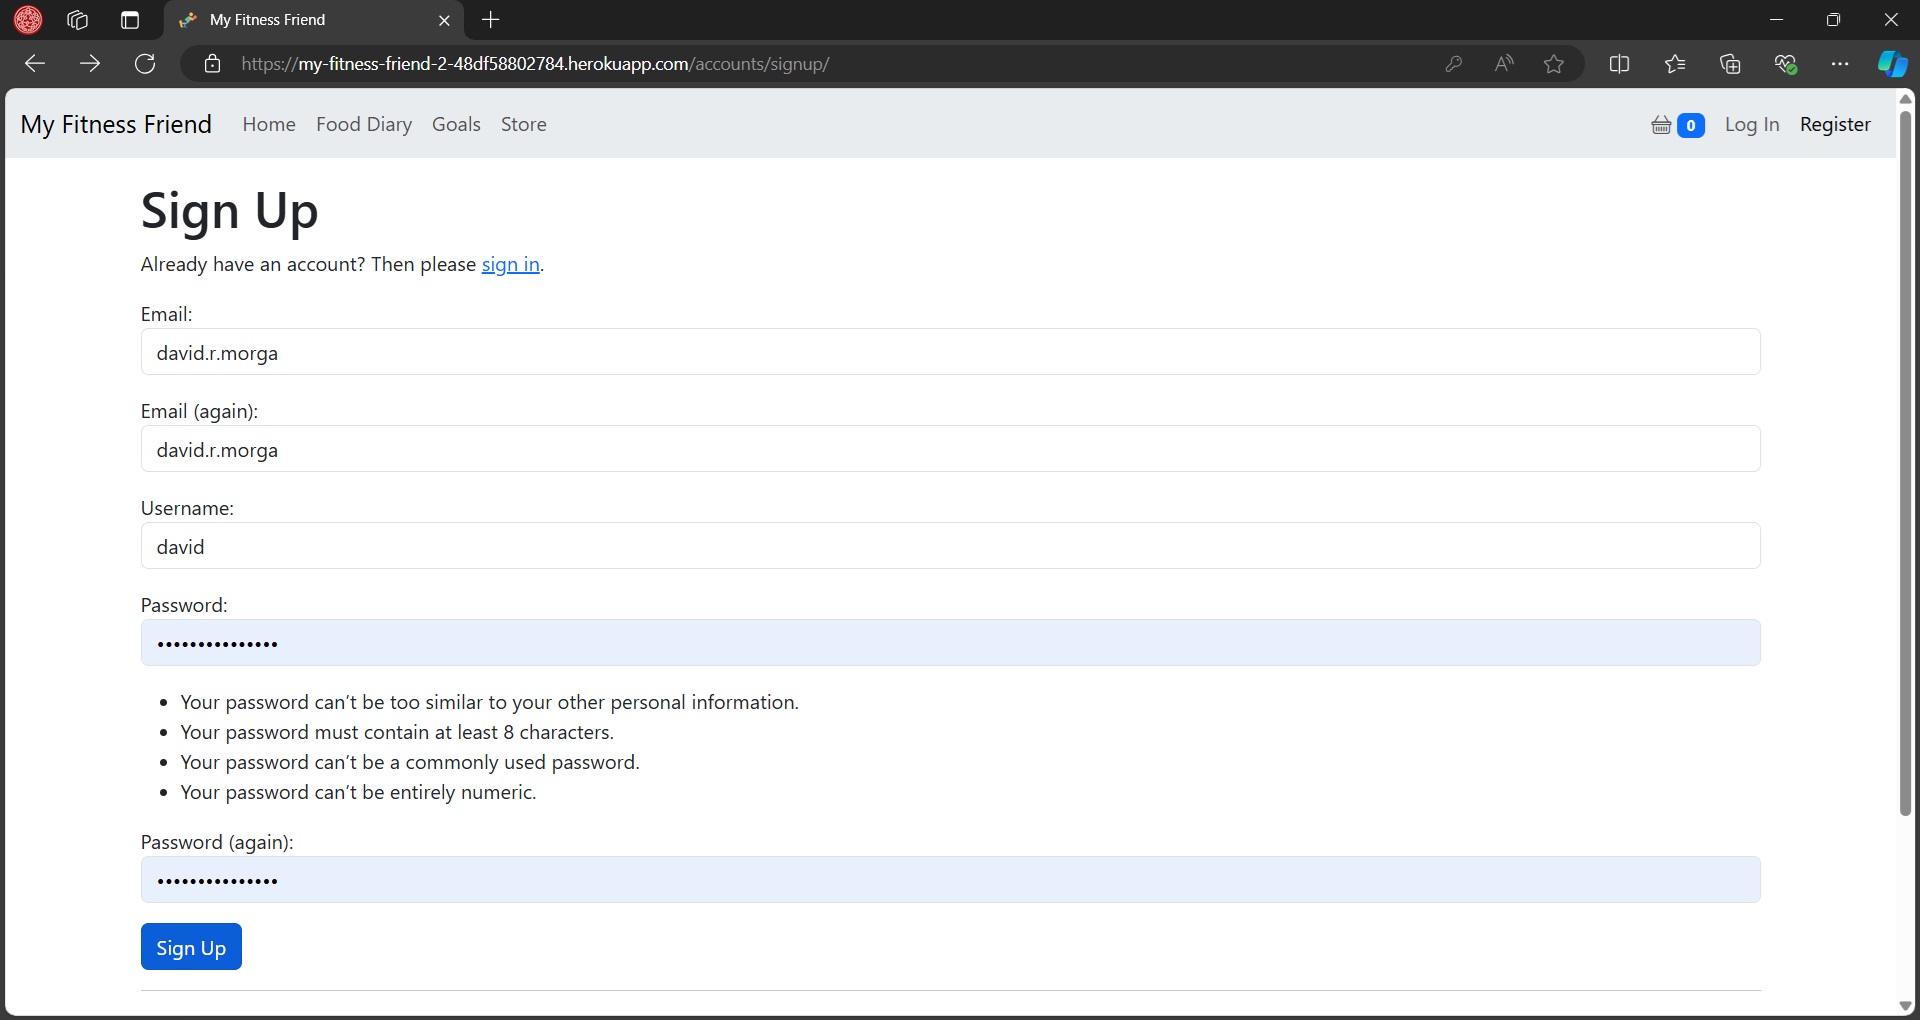 My Fitness Friend
https://my-fitness-friend-2-48df58802784.herokuapp.com/accounts/signup/
My Fitness Friend Home Food Diary Goals Store 0 Log In Register
Sign Up
Already have an account? Then please sign in.
Email:
david.r.morga
Email (again):
david.r.morga
Username:
david
Password:
•••••••••••••••
• Your password can't be too similar to your other personal information.
• Your password must contain at least 8 characters.
• Your password can't be a commonly used password.
• Your password can't be entirely numeric.
Password (again):
•••••••••••••••
Sign Up